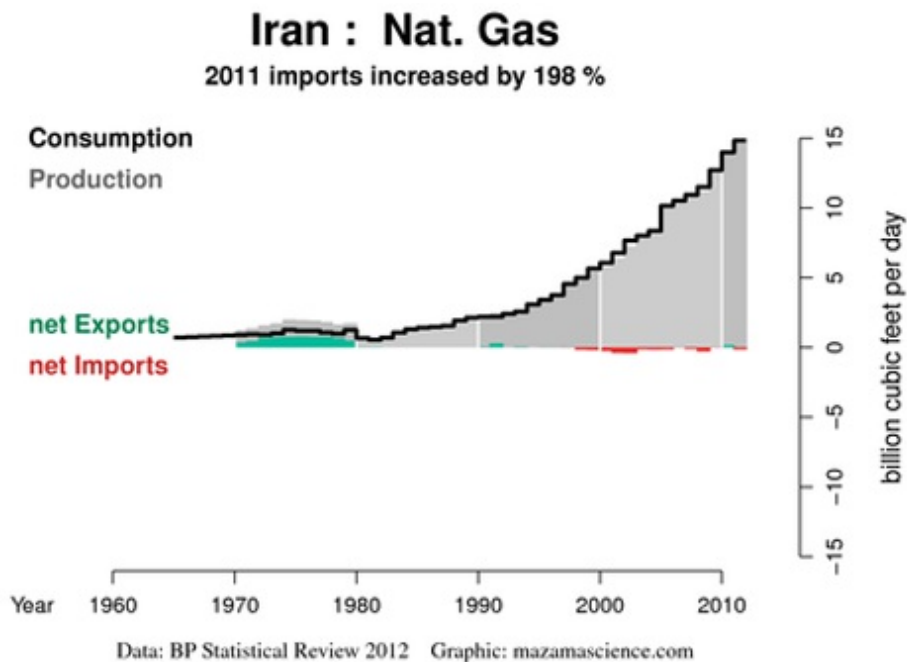 Iran :  Nat. Gas
2011 imports increased by 198 %
Consumption
Production
net Exports
net Imports
15
10
5
0
−5
−10
−15
billion cubic feet per day
Year 1960 1970 1980 1990 2000 2010
Data: BP Statistical Review 2012 Graphic: mazamascience.com